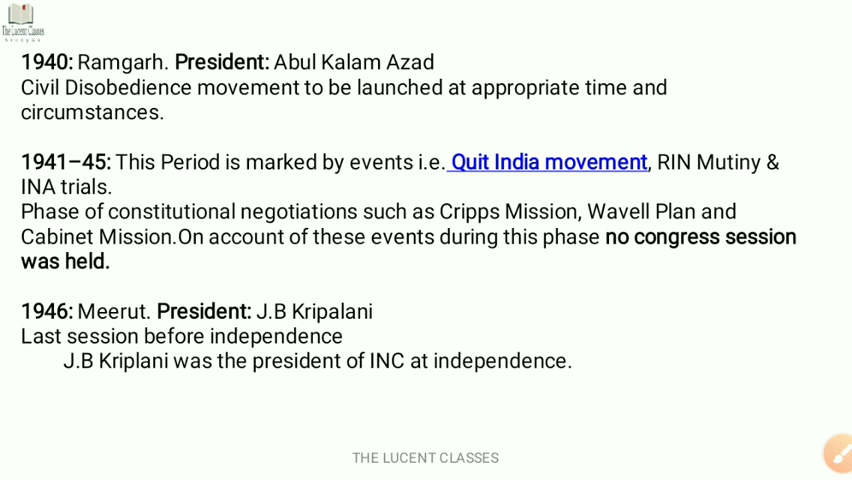 The Lucent Classes
1940: Ramgarh. President: Abul Kalam Azad
Civil Disobedience movement to be launched at appropriate time and
circumstances.
1941–45: This Period is marked by events i.e. Quit India movement, RIN Mutiny &
INA trials.
Phase of constitutional negotiations such as Cripps Mission, Wavell Plan and
Cabinet Mission.On account of these events during this phase no congress session
was held.
1946: Meerut. President: J.B Kripalani
Last session before independence
J.B Kriplani was the president of INC at independence.
THE LUCENT CLASSES